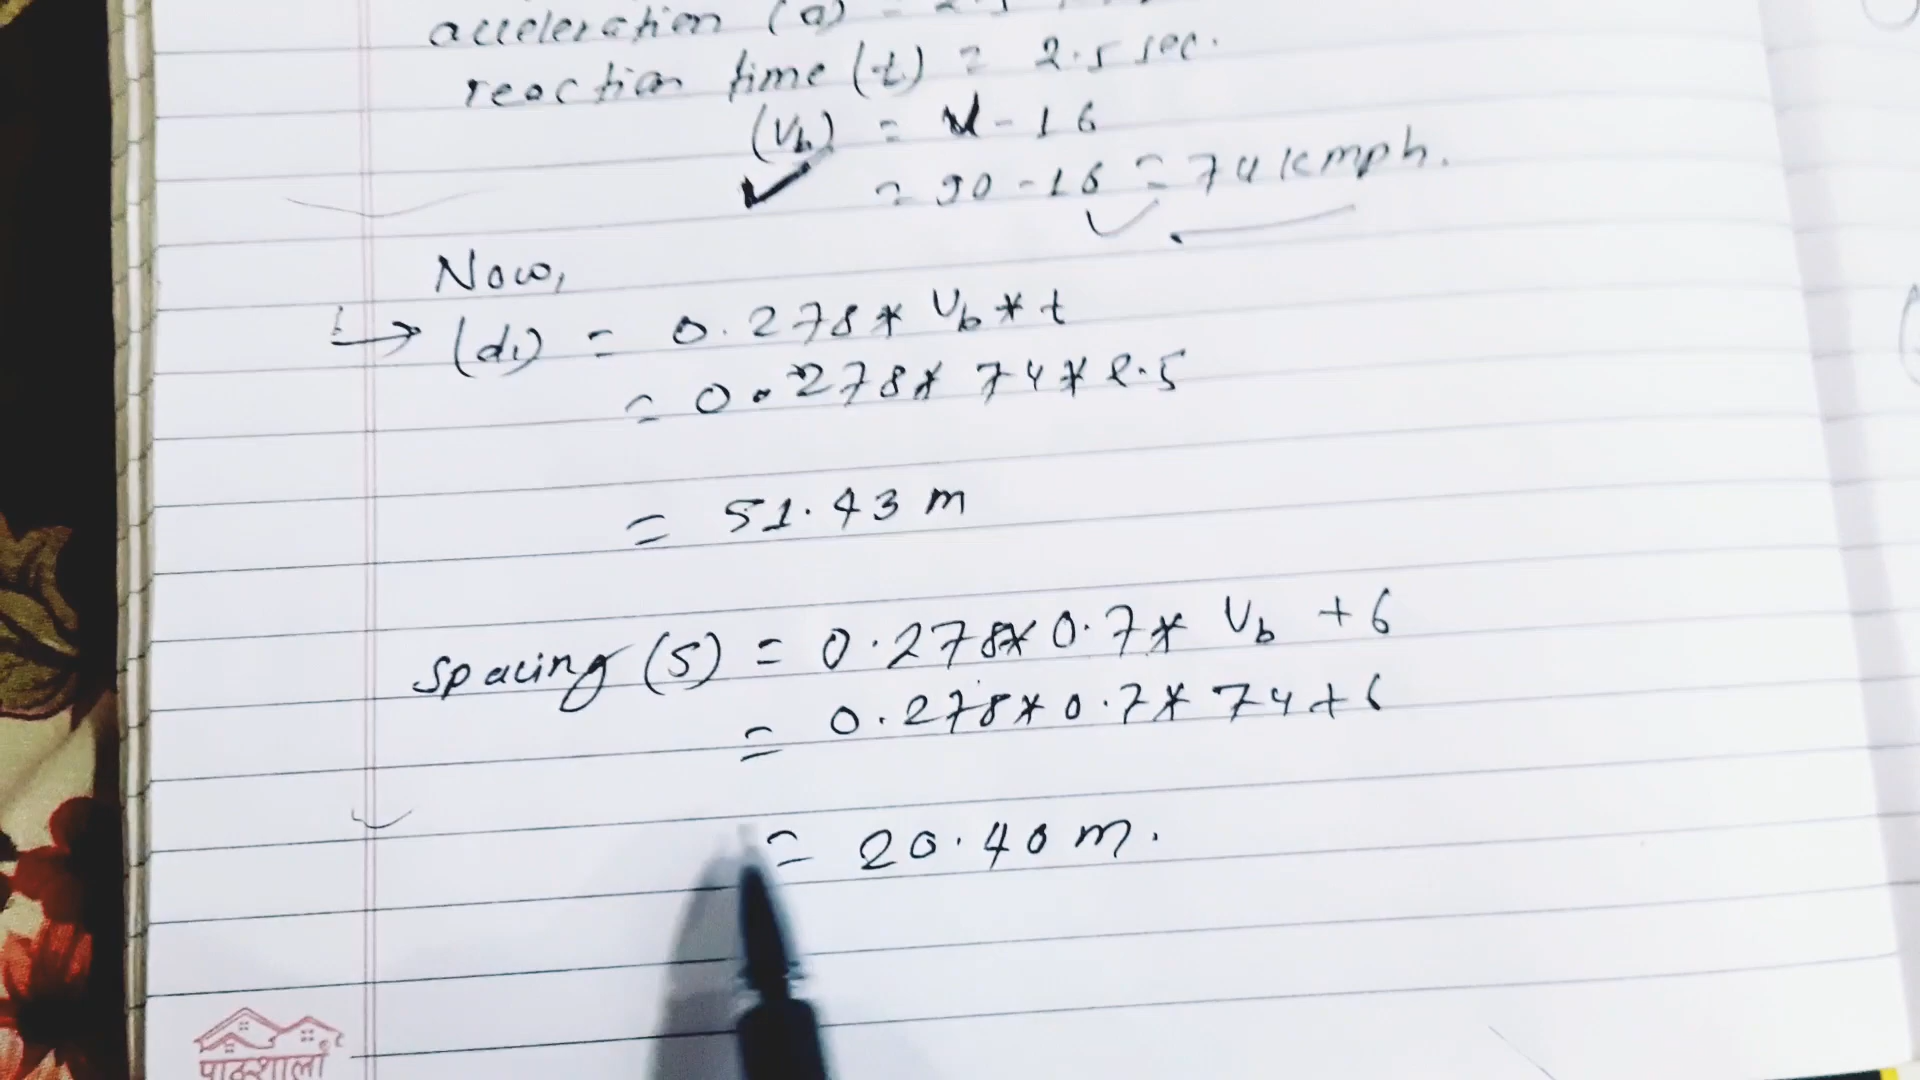 acceleration (a) =
reaction time (t) = 2.5 sec.
(Vb) = V - 16
= 90 - 16 = 74 kmph.
Now,
→ (d1) = 0.278 * Vb * t
= 0.278 * 74 * 2.5
= 51.43 m
spacing (S) = 0.278 * 0.7 * Vb + 6
= 0.278 * 0.7 * 74 + 6
= 20.40 m.
पाठशाला